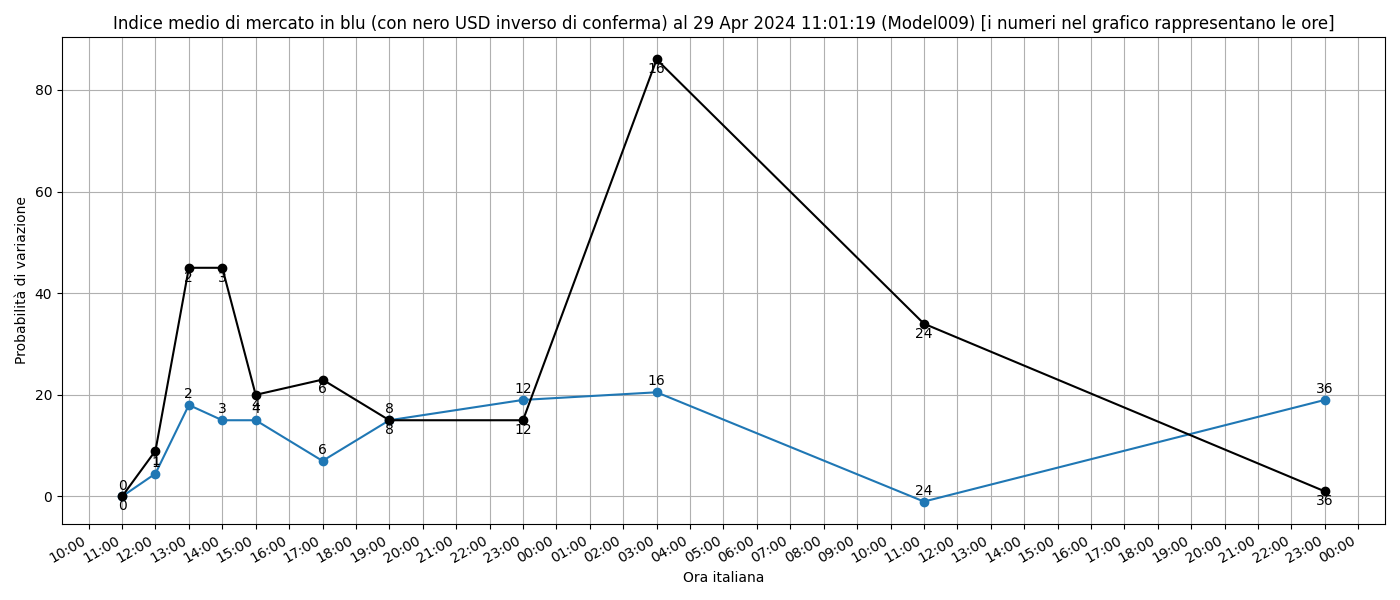 Indice medio di mercato in blu (con nero USD inverso di conferma) al 29 Apr 2024 11:01:19 (Model009) [i numeri nel grafico rappresentano le ore]
Probabilità di variazione
80
60
40
20
0
16
2 3
2 3 4 4 6 6 8 8 12 12 16
1 1
0 0
24 24
36 36
10:00 11:00 12:00 13:00 14:00 15:00 16:00 17:00 18:00 19:00 20:00 21:00 22:00 23:00 00:00 01:00 02:00 03:00 04:00 05:00 06:00 07:00 08:00 09:00 10:00 11:00 12:00 13:00 14:00 15:00 16:00 17:00 18:00 19:00 20:00 21:00 22:00 23:00 00:00
Ora italiana